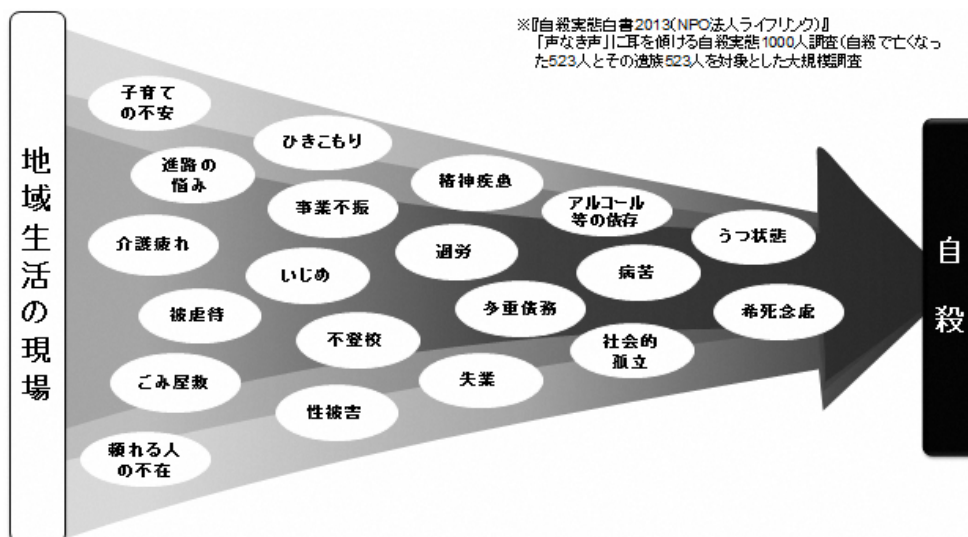 ※『自殺実態白書2013(NPO法人ライフリンク)』
「声なき声」に耳を傾ける自殺実態1000人調査(自殺で亡くなっ
た523人とその遺族523人を対象とした大規模調査
地域生活の現場
子育て
の不安
進路の
悩み
介護疲れ
被虐待
ごみ屋敷
頼れる人
の不在
ひきこもり
事業不振
いじめ
不登校
性被害
精神疾患
過労
多重債務
失業
アルコール
等の依存
病苦
社会的
孤立
うつ状態
希死念慮
自殺